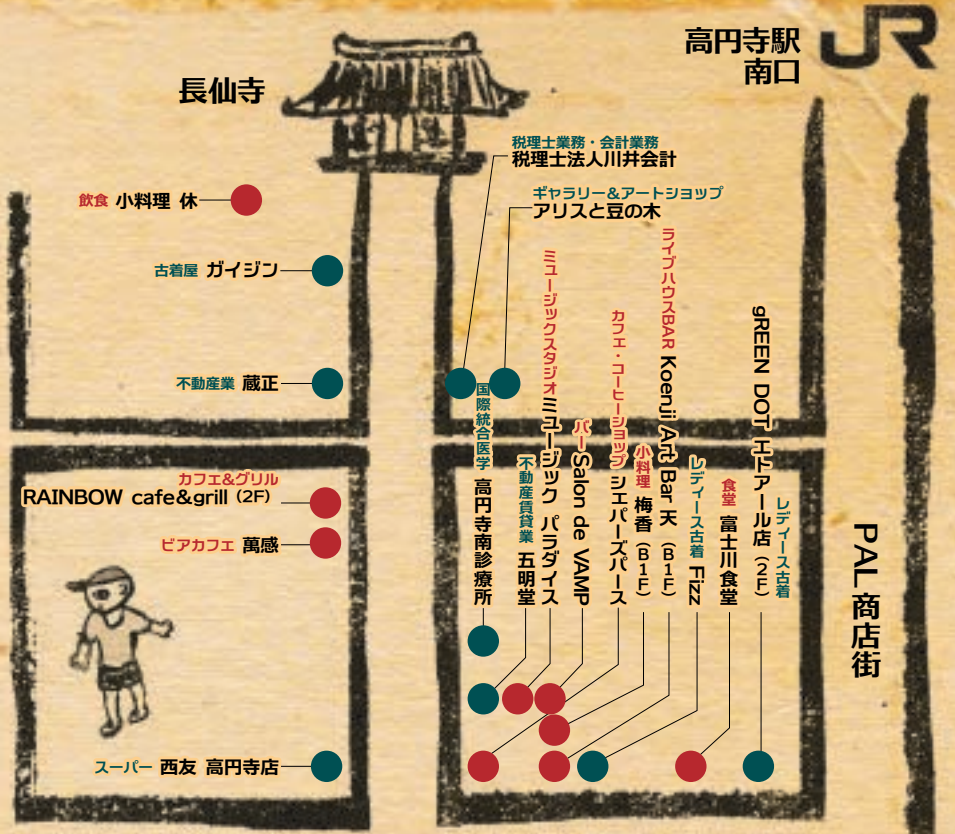 高円寺駅
南口
JR
長仙寺
税理士業務・会計業務
税理士法人川井会計
ギャラリー&アートショップ
アリスと豆の木
飲食 小料理 休
古着屋 ガイジン
不動産業 蔵正
カフェ&グリル
RAINBOW cafe&grill (2F)
ビアカフェ 萬感
スーパー 西友 高円寺店
国際統合医学 高円寺南診療所
不動産賃貸業 五明堂
ミュージックスタジオ ミュージック パラダイス
バー Salon de VAMP
カフェ・コーヒーショップ シェパーズパース
小料理 梅香 (B1F)
ライブハウスBAR Koenji Art Bar 天 (B1F)
レディース古着 Fizz
食堂 富士川食堂
gREEN DOT エトアール店 (2F)
レディース古着
PAL商店街